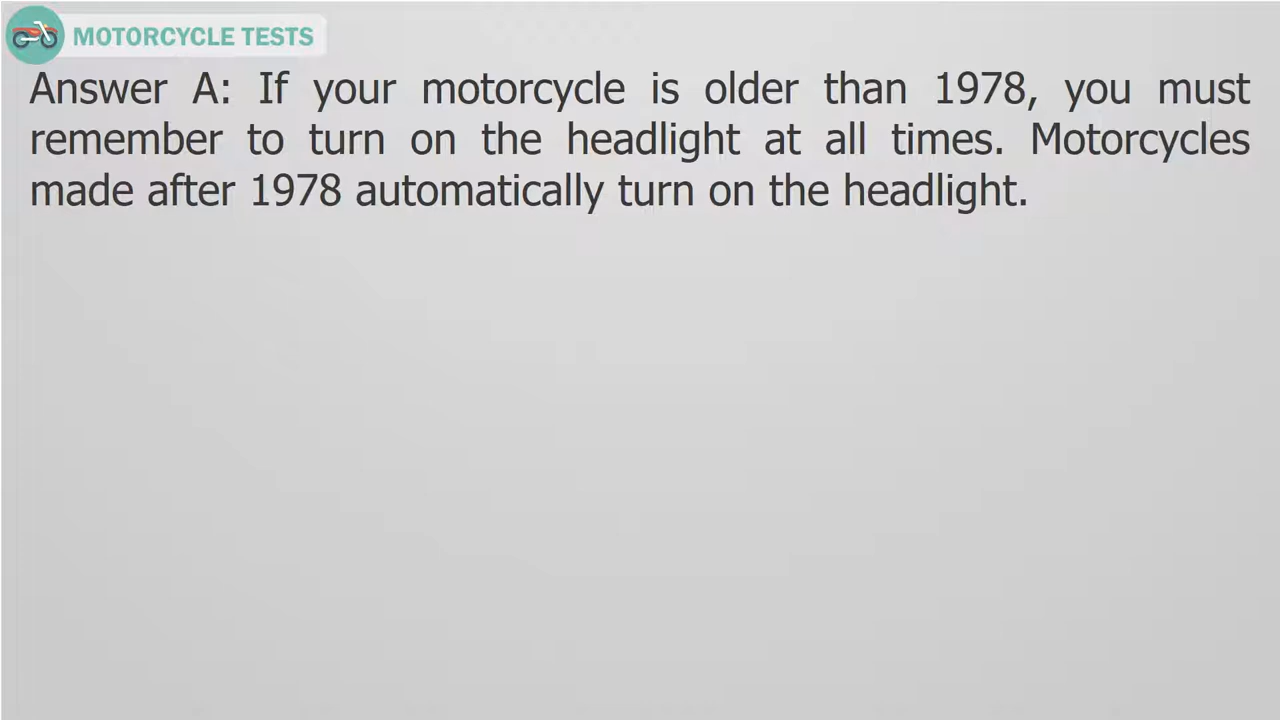 MOTORCYCLE TESTS
Answer A: If your motorcycle is older than 1978, you must
remember to turn on the headlight at all times. Motorcycles
made after 1978 automatically turn on the headlight.